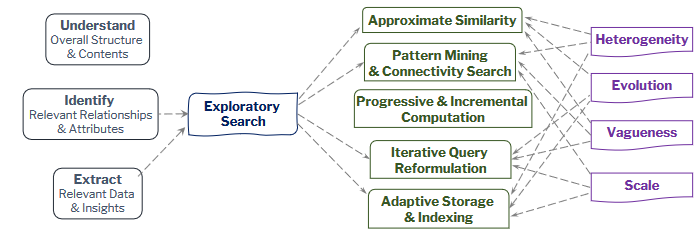 Understand
Overall Structure
& Contents
Identify
Relevant Relationships
& Attributes
Extract
Relevant Data
& Insights
Exploratory
Search
Approximate Similarity
Pattern Mining
& Connectivity Search
Progressive & Incremental
Computation
Iterative Query
Reformulation
Adaptive Storage
& Indexing
Heterogeneity
Evolution
Vagueness
Scale